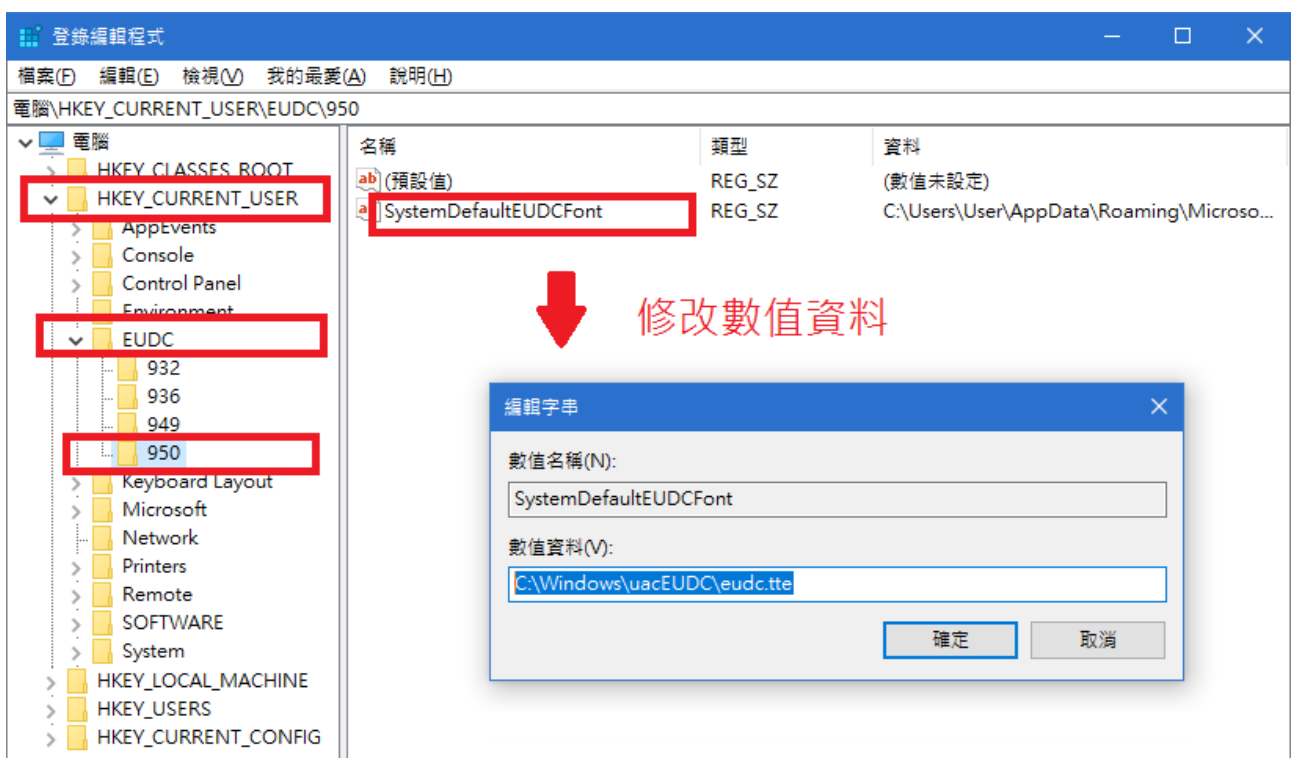 登錄編輯程式
檔案(F) 編輯(E) 檢視(V) 我的最愛(A) 說明(H)
電腦\HKEY_CURRENT_USER\EUDC\950
電腦
HKEY_CLASSES_ROOT
HKEY_CURRENT_USER
AppEvents
Console
Control Panel
Environment
EUDC
932
936
949
950
Keyboard Layout
Microsoft
Network
Printers
Remote
SOFTWARE
System
HKEY_LOCAL_MACHINE
HKEY_USERS
HKEY_CURRENT_CONFIG
名稱 類型 資料
ab (預設值) REG_SZ (數值未設定)
SystemDefaultEUDCFont REG_SZ C:\Users\User\AppData\Roaming\Microso...
修改數值資料
編輯字串
數值名稱(N):
SystemDefaultEUDCFont
數值資料(V):
C:\Windows\uacEUDC\eudc.tte
確定 取消